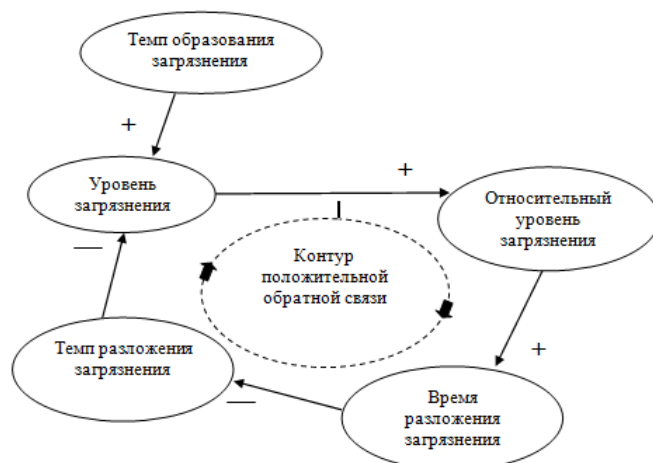 Темп образования
загрязнения
+
Уровень
загрязнения
+
Относительный
уровень
загрязнения
—
Контур
положительной
обратной связи
Темп разложения
загрязнения
+
—
Время
разложения
загрязнения